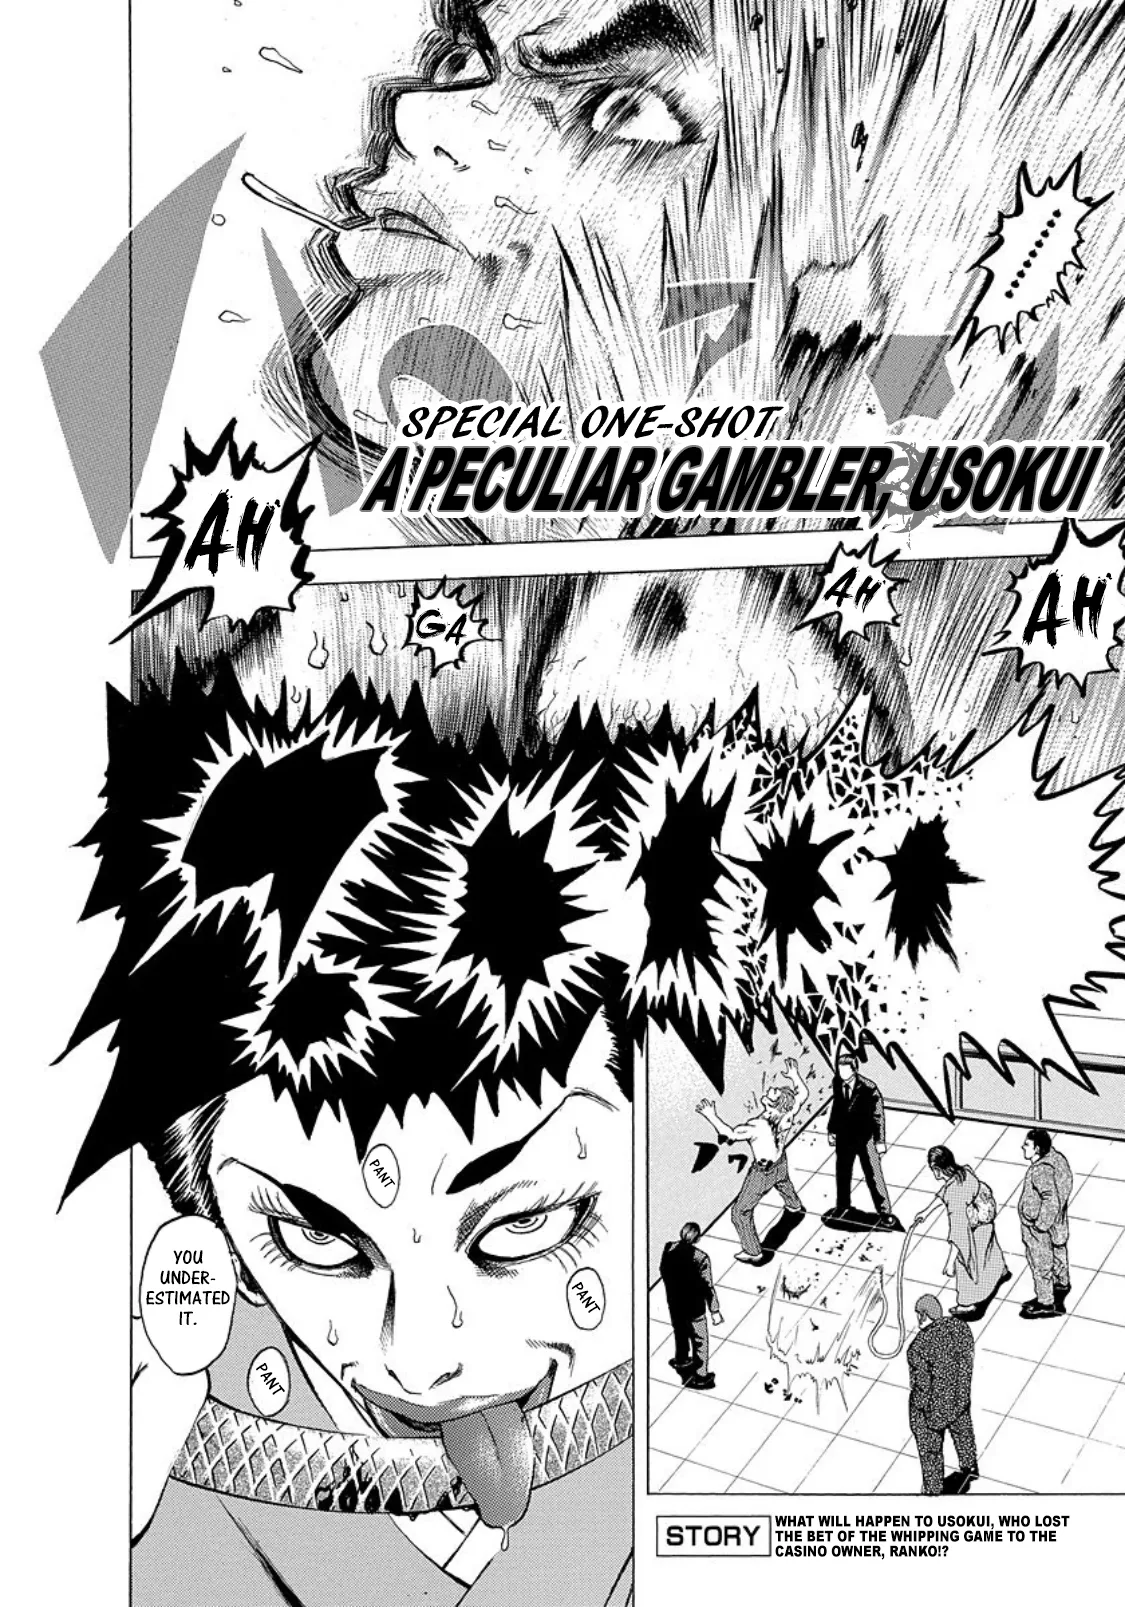 .........
SPECIAL ONE-SHOT
A PECULIAR GAMBLER, USOKUI
AH
AH
GA
AH
PANT
YOU
UNDER-
ESTIMATED
IT.
PANT
PANT
STORY
WHAT WILL HAPPEN TO USOKUI, WHO LOST
THE BET OF THE WHIPPING GAME TO THE
CASINO OWNER, RANKO!?